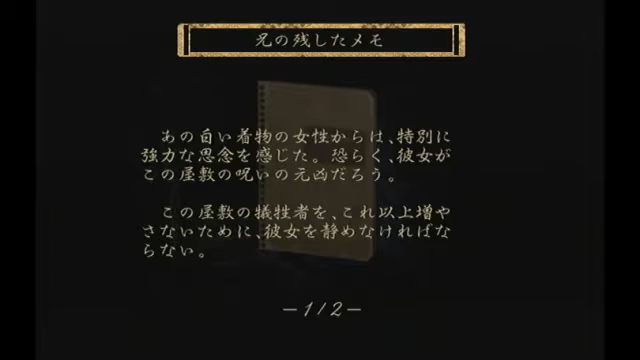 兄の残したメモ
あの白い着物の女性からは、特別に
強力な思念を感じた。恐らく、彼女が
この屋敷の呪いの元凶だろう。
この屋敷の犠牲者を、これ以上増や
さないために、彼女を静めなければな
らない。
－1/2－